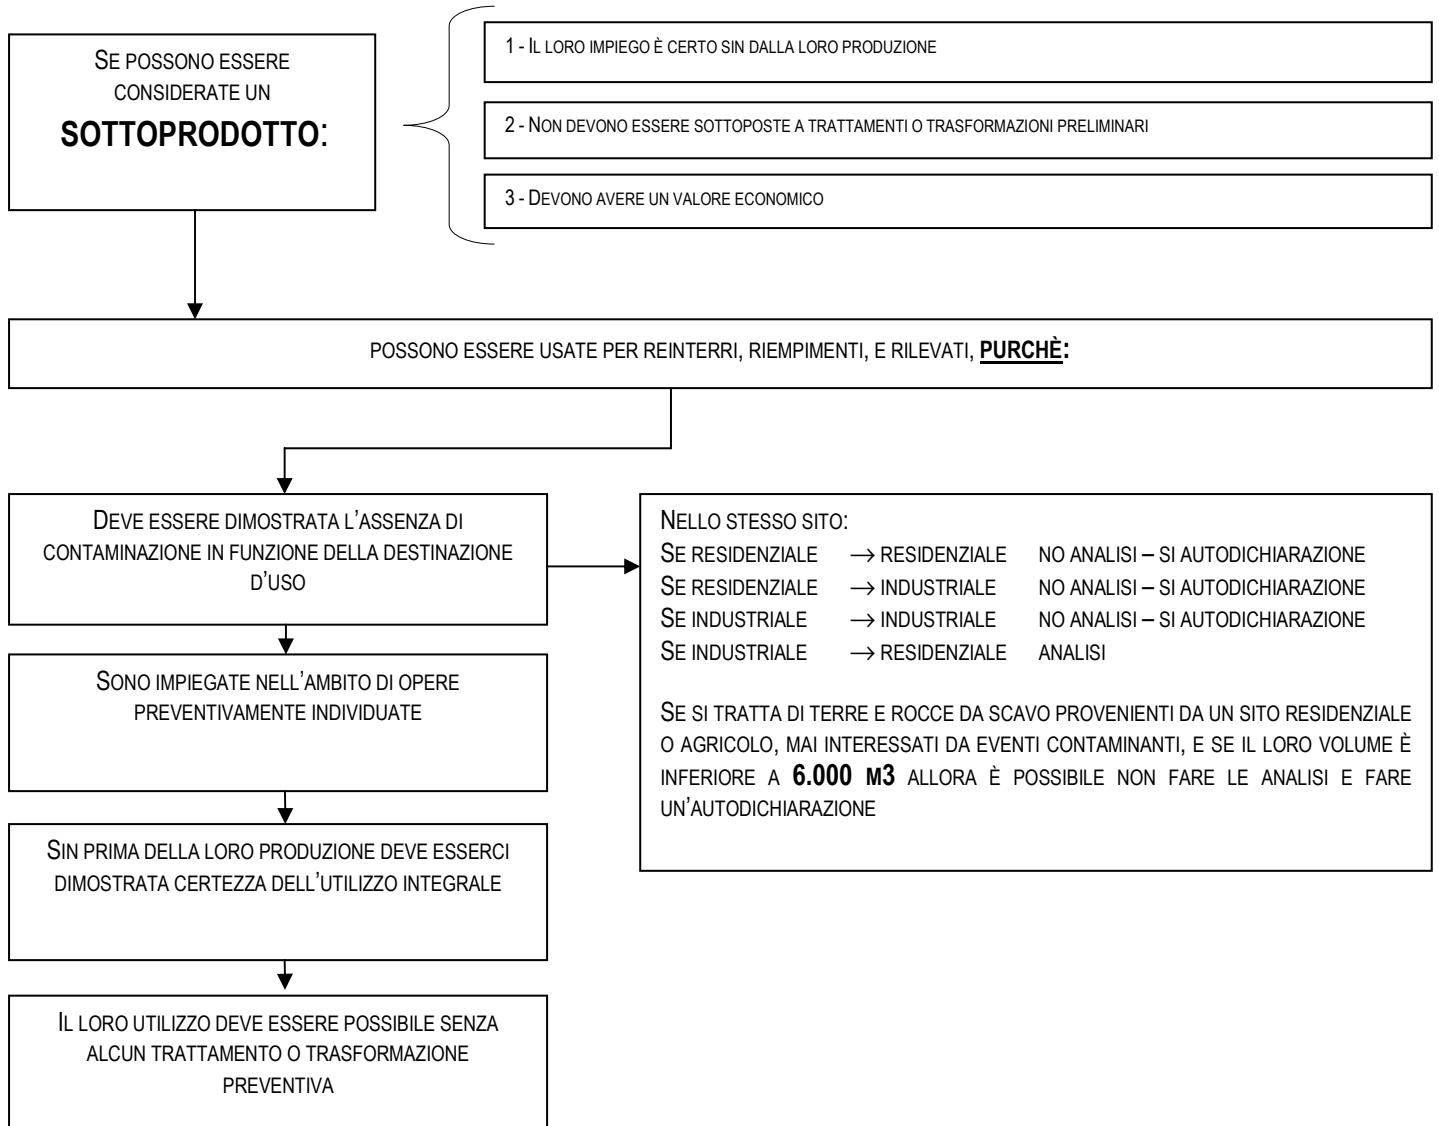 SE POSSONO ESSERE
CONSIDERATE UN
SOTTOPRODOTTO:
1 - IL LORO IMPIEGO È CERTO SIN DALLA LORO PRODUZIONE
2 - NON DEVONO ESSERE SOTTOPOSTE A TRATTAMENTI O TRASFORMAZIONI PRELIMINARI
3 - DEVONO AVERE UN VALORE ECONOMICO
POSSONO ESSERE USATE PER REINTERRI, RIEMPIMENTI, E RILEVATI, PURCHÈ:
DEVE ESSERE DIMOSTRATA L'ASSENZA DI
CONTAMINAZIONE IN FUNZIONE DELLA DESTINAZIONE
D'USO
NELLO STESSO SITO:
SE RESIDENZIALE → RESIDENZIALE NO ANALISI – SI AUTODICHIARAZIONE
SE RESIDENZIALE → INDUSTRIALE NO ANALISI – SI AUTODICHIARAZIONE
SE INDUSTRIALE → INDUSTRIALE NO ANALISI – SI AUTODICHIARAZIONE
SE INDUSTRIALE → RESIDENZIALE ANALISI
SE SI TRATTA DI TERRE E ROCCE DA SCAVO PROVENIENTI DA UN SITO RESIDENZIALE
O AGRICOLO, MAI INTERESSATI DA EVENTI CONTAMINANTI, E SE IL LORO VOLUME È
INFERIORE A 6.000 M3 ALLORA È POSSIBILE NON FARE LE ANALISI E FARE
UN'AUTODICHIARAZIONE
SONO IMPIEGATE NELL'AMBITO DI OPERE
PREVENTIVAMENTE INDIVIDUATE
SIN PRIMA DELLA LORO PRODUZIONE DEVE ESSERCI
DIMOSTRATA CERTEZZA DELL'UTILIZZO INTEGRALE
IL LORO UTILIZZO DEVE ESSERE POSSIBILE SENZA
ALCUN TRATTAMENTO O TRASFORMAZIONE
PREVENTIVA